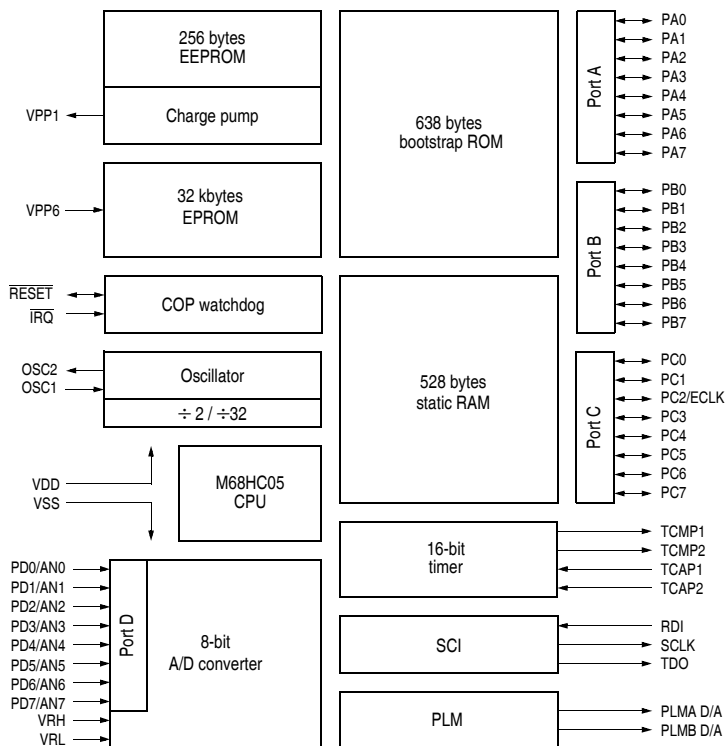 256 bytes
EEPROM
Charge pump
VPP1
32 kbytes
EPROM
VPP6
COP watchdog
RESET
IRQ
Oscillator
÷ 2 / ÷32
OSC2
OSC1
M68HC05
CPU
VDD
VSS
PD0/AN0
PD1/AN1
PD2/AN2
PD3/AN3
PD4/AN4
PD5/AN5
PD6/AN6
PD7/AN7
VRH
VRL
Port D
8-bit
A/D converter
638 bytes
bootstrap ROM
528 bytes
static RAM
16-bit
timer
SCI
PLM
Port A
PA0
PA1
PA2
PA3
PA4
PA5
PA6
PA7
Port B
PB0
PB1
PB2
PB3
PB4
PB5
PB6
PB7
Port C
PC0
PC1
PC2/ECLK
PC3
PC4
PC5
PC6
PC7
TCMP1
TCMP2
TCAP1
TCAP2
RDI
SCLK
TDO
PLMA D/A
PLMB D/A